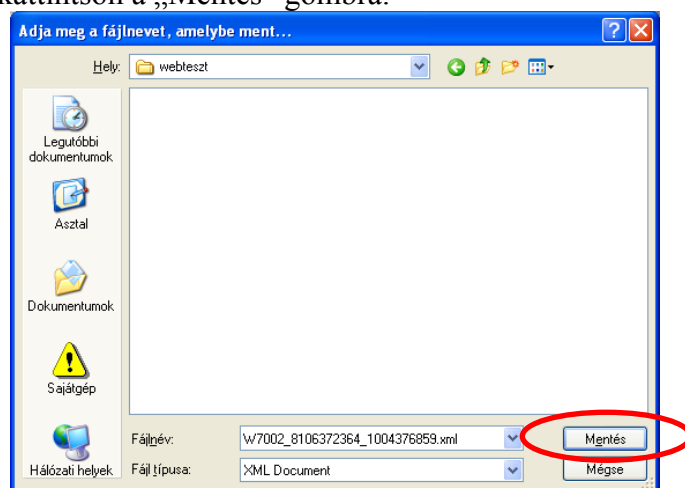 kattintson a „Mentés" gombra.
Adja meg a fájlnevet, amelybe ment...
Hely: webteszt
Legutóbbi
dokumentumok
Asztal
Dokumentumok
Sajátgép
Hálózati helyek
Fájlnév: W7002_8106372364_1004376859.xml Mentés
Fájl típusa: XML Document Mégse